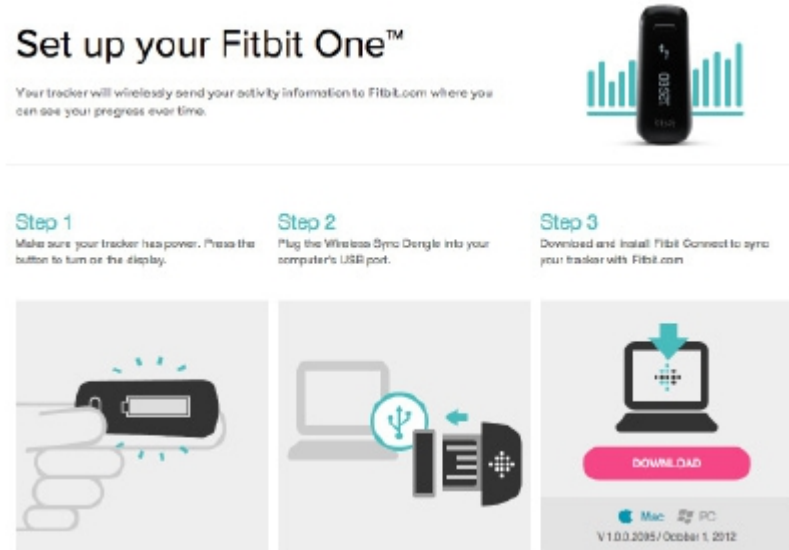 Set up your Fitbit One™
Your tracker will wirelessly send your activity information to Fitbit.com where you
can see your progress over time.
Step 1
Make sure your tracker has power. Press the
button to turn on the display.
Step 2
Plug the Wireless Sync Dongle into your
computer's USB port.
Step 3
Download and install Fitbit Connect to sync
your tracker with Fitbit.com
DOWNLOAD
Mac PC
V 1.0.0.2095 / October 1, 2012